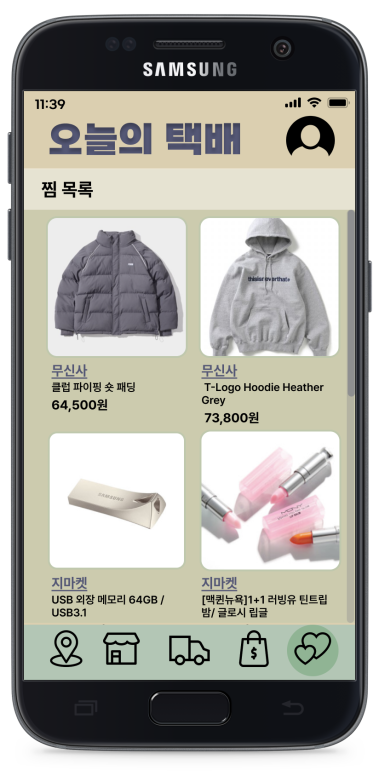 SAMSUNG
11:39
오늘의 택배
찜 목록
thisisneverthat®
무신사
클럽 파이핑 숏 패딩
64,500원
무신사
T-Logo Hoodie Heather
Grey
73,800원
SAMSUNG
지마켓
USB 외장 메모리 64GB /
USB3.1
지마켓
[맥퀸뉴욕]1+1 러빙유 틴트립
밤/ 글로시 립글
$